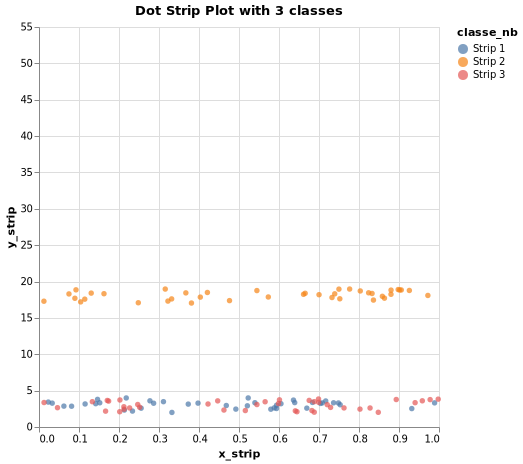 Dot Strip Plot with 3 classes
classe_nb
Strip 1
Strip 2
Strip 3
y_strip
55
50
45
40
35
30
25
20
15
10
5
0
0.0 0.1 0.2 0.3 0.4 0.5 0.6 0.7 0.8 0.9 1.0
x_strip